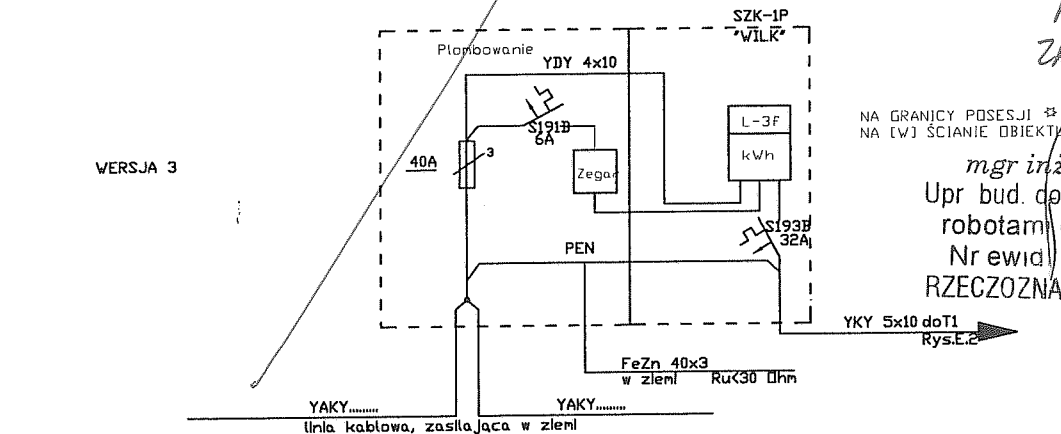 SZK-1P
"WILK"
Plombowanie
YDY 4x10
NA GRANICY POSESJI
NA [W] ŚCIANIE OBIEKTU
L-3F
kWh
S191B
6A
WERSJA 3
40A
3
Zegar
mgr inż
Upr bud. do
robotam
Nr ewid
RZECZOZNA
S193B
32A
PEN
YKY 5x10 doT1
Rys.E.2
FeZn 40x3
w ziemi Ru<30 Ohm
YAKY......... YAKY.........
linia kablowa, zasilająca w ziemi